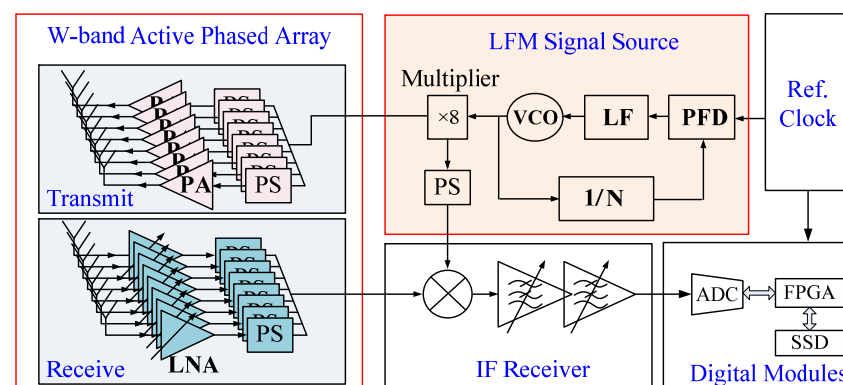 W-band Active Phased Array
LFM Signal Source
Multiplier
×8
VCO
LF
PFD
Ref.
Clock
PS
1/N
PA
PS
Transmit
PS
LNA
Receive
IF Receiver
ADC
FPGA
SSD
Digital Modules